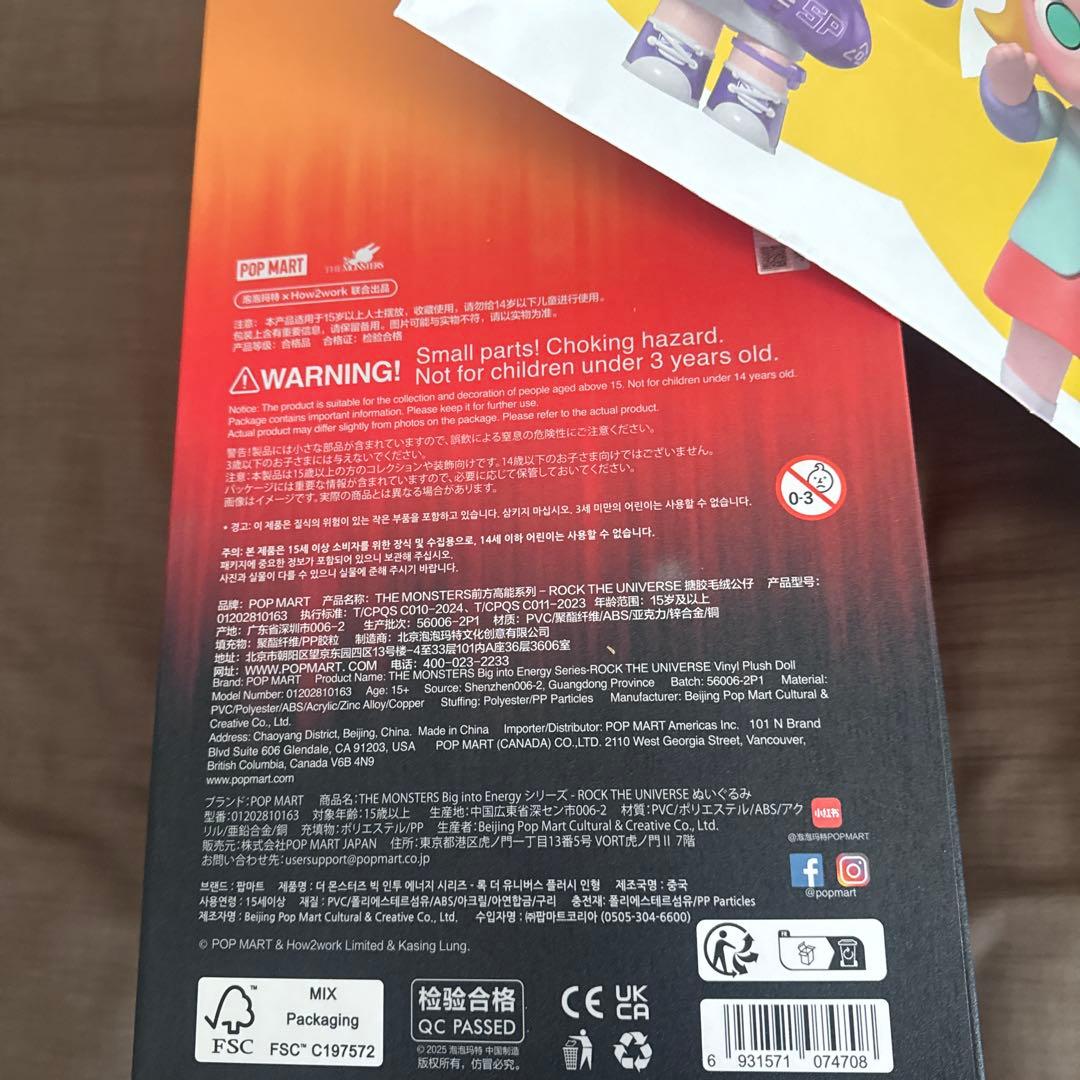 SP
POP MART
THE MONSTERS
泡泡玛特×How2work 联合出品
注意: 本产品适用于15岁以上人士摆放，收藏使用，请勿给14岁以下儿童进行使用。
包装上含有重要信息，请保留备用。图片可能与实物不符，请以实物为准。
产品等级：合格品 合格证：检验合格
WARNING!
Small parts! Choking hazard.
Not for children under 3 years old.
Notice: The product is suitable for the collection and decoration of people aged above 15. Not for children under 14 years old.
Package contains important information. Please keep it for further use.
Actual product may differ slightly from photos on the package. Please refer to the actual product.
警告!製品には小さな部品が含まれていますので、誤飲による窒息の危険性にご注意ください。
3歳以下のお子さまには与えないでください。
注意:本製品は15歳以上の方のコレクションや装飾向けです。14歳以下のお子さま向けではございません。
パッケージには重要な情報が含まれていますので、必要に応じて保管しておいてください。
画像はイメージです。実際の商品とは異なる場合があります。
0-3
• 경고: 이 제품은 질식의 위험이 있는 작은 부품을 포함하고 있습니다. 삼키지 마십시오. 3세 미만의 어린이는 사용할 수 없습니다.
주의: 본 제품은 15세 이상 소비자를 위한 장식 및 수집용으로, 14세 이하 어린이는 사용할 수 없습니다.
패키지에 중요한 정보가 포함되어 있으니 보관해 주십시오.
사진과 실물이 다를 수 있으니 실물에 준해 주시기 바랍니다.
品牌：POP MART 产品名称：THE MONSTERS前方高能系列 – ROCK THE UNIVERSE 搪胶毛绒公仔 产品型号：
01202810163 执行标准：T/CPQS C010-2024、T/CPQS C011-2023 年龄范围：15岁及以上
产地：广东省深圳市006-2 生产批次：56006-2P1 材质：PVC/聚酯纤维/ABS/亚克力/锌合金/铜
填充物：聚酯纤维/PP胶粒 制造商：北京泡泡玛特文化创意有限公司
地址：北京市朝阳区望京东园四区13号楼-4至33层101内A座36层3606室
网址：WWW.POPMART.COM 电话：400-023-2233
Brand: POP MART Product Name: THE MONSTERS Big into Energy Series-ROCK THE UNIVERSE Vinyl Plush Doll
Model Number: 01202810163 Age: 15+ Source: Shenzhen006-2, Guangdong Province Batch: 56006-2P1 Material:
PVC/Polyester/ABS/Acrylic/Zinc Alloy/Copper Stuffing: Polyester/PP Particles Manufacturer: Beijing Pop Mart Cultural &
Creative Co., Ltd.
Address: Chaoyang District, Beijing, China. Made in China Importer/Distributor: POP MART Americas Inc. 101 N Brand
Blvd Suite 606 Glendale, CA 91203, USA POP MART (CANADA) CO.,LTD. 2110 West Georgia Street, Vancouver,
British Columbia, Canada V6B 4N9
www.popmart.com
ブランド:POP MART 商品名:THE MONSTERS Big into Energy シリーズ - ROCK THE UNIVERSE ぬいぐるみ
型番:01202810163 対象年齢:15歳以上 生産地:中国広東省深セン市006-2 材質:PVC/ポリエステル/ABS/アク
リル/亜鉛合金/銅 充填物:ポリエステル/PP 生産者:Beijing Pop Mart Cultural & Creative Co., Ltd.
販売元:株式会社POP MART JAPAN 住所:東京都港区虎ノ門一丁目13番5号 VORT虎ノ門Ⅱ 7階
お問い合わせ先:usersupport@popmart.co.jp
小红书
@泡泡玛特POPMART
@popmart
브랜드 : 팝마트 제품명 : 더 몬스터즈 빅 인투 에너지 시리즈 - 록 더 유니버스 플러시 인형 제조국명 : 중국
사용연령 : 15세이상 재질 : PVC/폴리에스테르섬유/ABS/아크릴/아연합금/구리 충전재: 폴리에스테르섬유/PP Particles
제조자명 : Beijing Pop Mart Cultural & Creative Co., Ltd. 수입자명 : ㈜팝마트코리아 (0505-304-6600)
© POP MART & How2work Limited & Kasing Lung.
FR
FSC
MIX
Packaging
FSC™ C197572
检验合格
QC PASSED
© 2025 泡泡玛特 中国制造
版权所有，仿冒必究。
CE
UK
CA
6 931571 074708